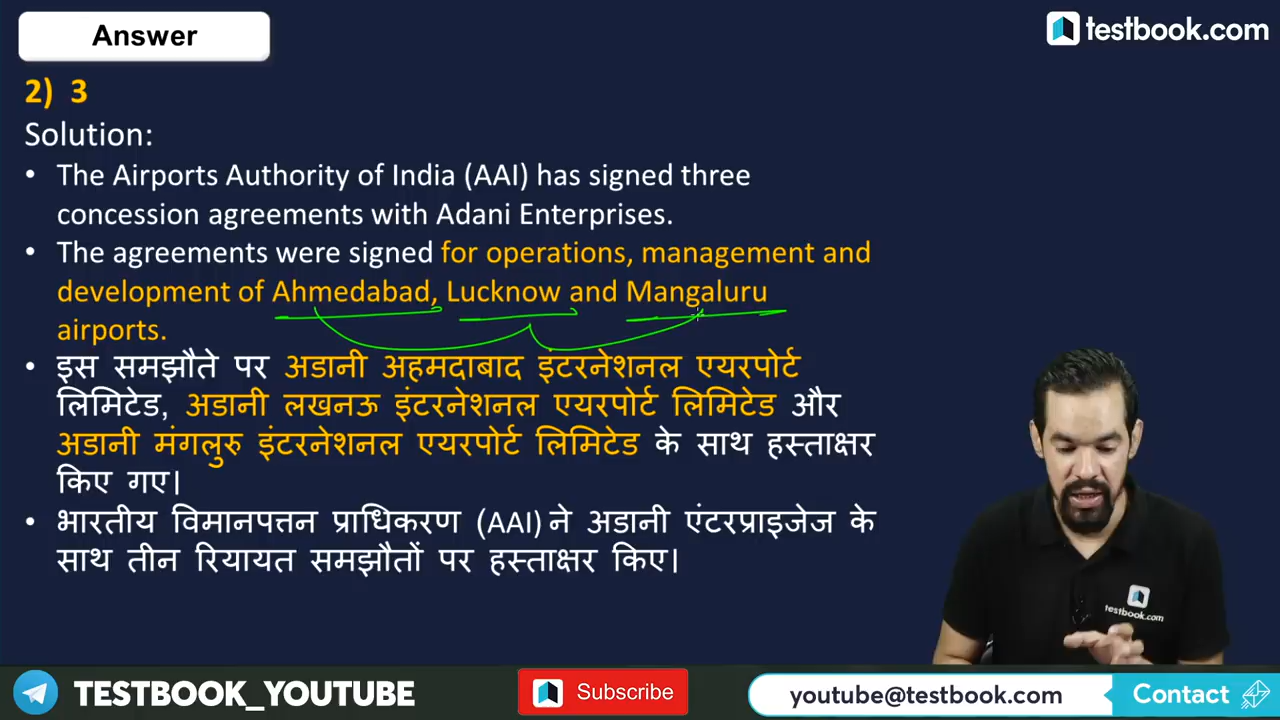 Answer
testbook.com
2) 3
Solution:
• The Airports Authority of India (AAI) has signed three
concession agreements with Adani Enterprises.
• The agreements were signed for operations, management and
development of Ahmedabad, Lucknow and Mangaluru
airports.
• इस समझौते पर अडानी अहमदाबाद इंटरनेशनल एयरपोर्ट
लिमिटेड, अडानी लखनऊ इंटरनेशनल एयरपोर्ट लिमिटेड और
अडानी मंगलुरु इंटरनेशनल एयरपोर्ट लिमिटेड के साथ हस्ताक्षर
किए गए।
• भारतीय विमानपत्तन प्राधिकरण (AAI) ने अडानी एंटरप्राइजेज के
साथ तीन रियायत समझौतों पर हस्ताक्षर किए।
testbook.com
TESTBOOK_YOUTUBE
Subscribe
youtube@testbook.com
Contact